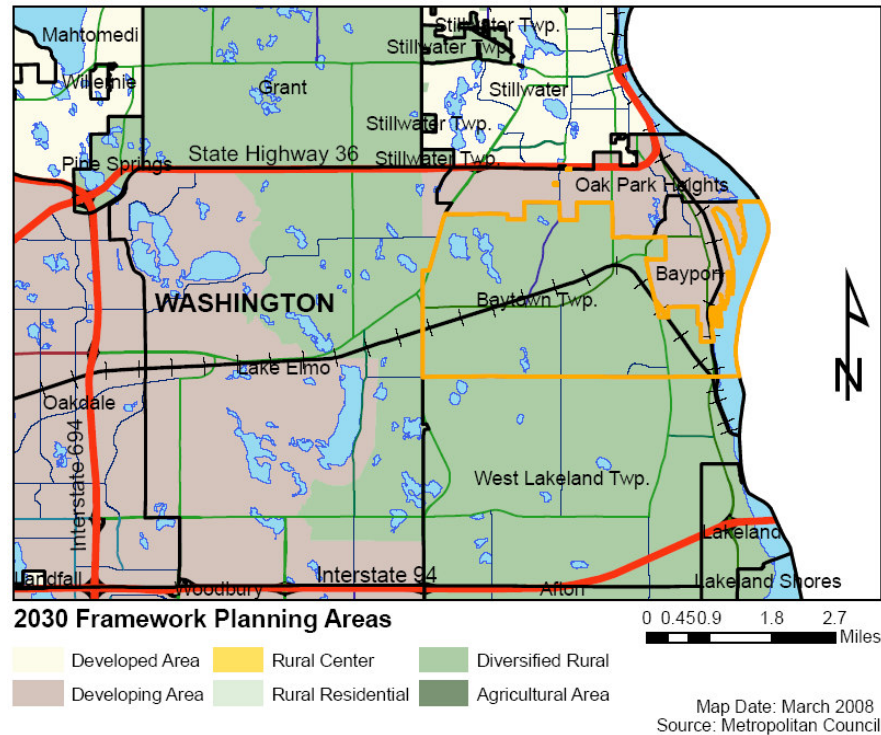 Stillwater Twp.
Mahtomedi
Stillwater Twp.
Willernie
Grant
Stillwater
Stillwater Twp.
State Highway 36
Stillwater Twp.
Pine Springs
Oak Park Heights
Baypor
WASHINGTON
Baytown Twp.
Lake Elmo
N
Oakdale
Interstate 694
West Lakeland Twp.
Lakeland
Landfall
Woodbury
Interstate 94
Afton
Lakeland Shores
2030 Framework Planning Areas
0 0.45 0.9 1.8 2.7
Miles
Developed Area
Rural Center
Diversified Rural
Developing Area
Rural Residential
Agricultural Area
Map Date: March 2008
Source: Metropolitan Council